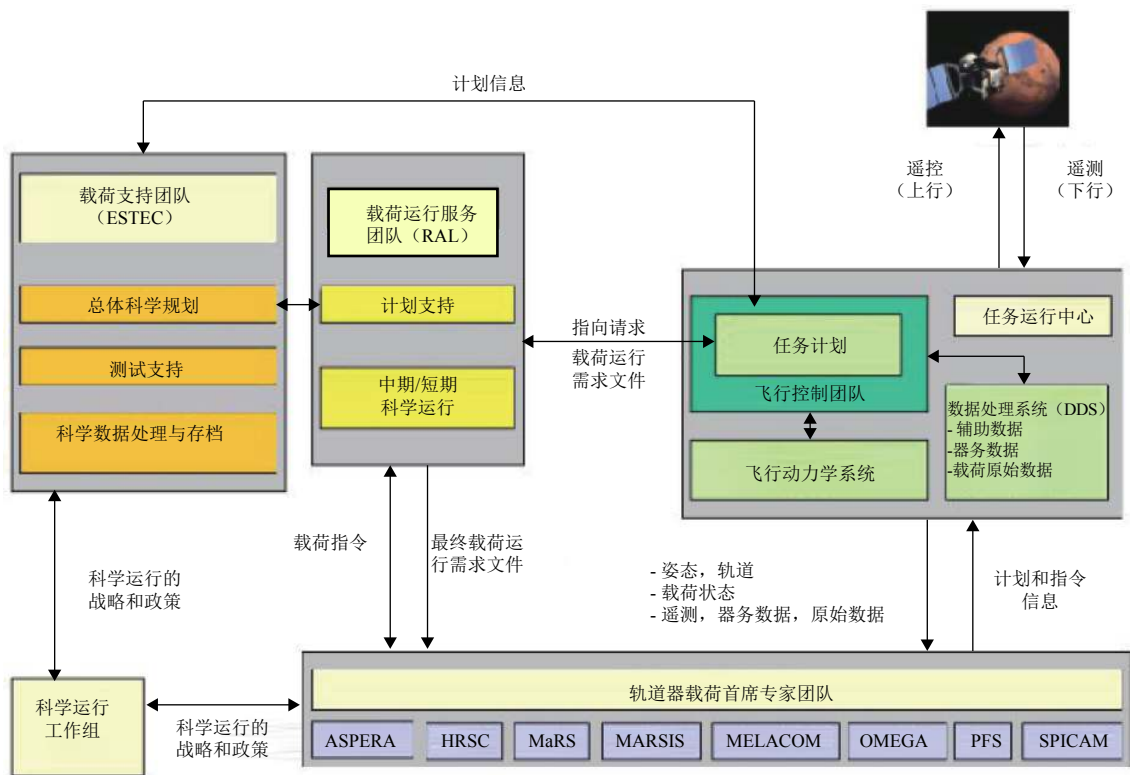 计划信息
遥控
（上行）
遥测
（下行）
载荷支持团队
（ESTEC）
总体科学规划
测试支持
科学数据处理与存档
载荷运行服务
团队（RAL）
计划支持
中期/短期
科学运行
指向请求
载荷运行
需求文件
任务计划
飞行控制团队
飞行动力学系统
任务运行中心
数据处理系统（DDS）
- 辅助数据
- 器务数据
- 载荷原始数据
科学运行的
战略和政策
载荷指令
最终载荷运
行需求文件
- 姿态，轨道
- 载荷状态
- 遥测，器务数据，原始数据
计划和指令
信息
科学运行
工作组
科学运行的
战略和政策
轨道器载荷首席专家团队
ASPERA
HRSC
MaRS
MARSIS
MELACOM
OMEGA
PFS
SPICAM